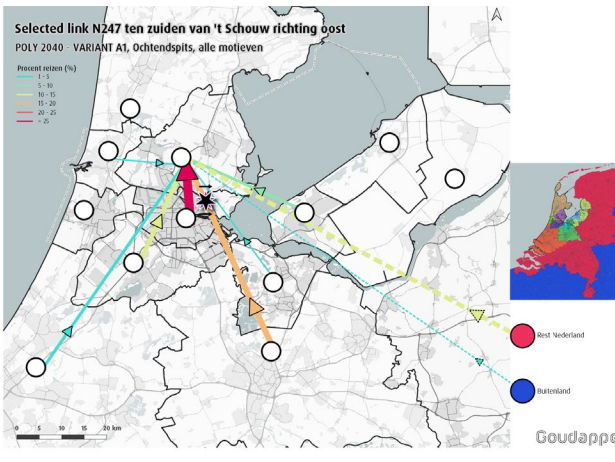 Selected link N247 ten zuiden van 't Schouw richting oost
POLY 2040 - VARIANT A1, Ochtendspits, alle motieven
Procent reizen (%)
1 - 5
5 - 10
10 - 15
15 - 20
20 - 25
> 25
Rest Nederland
Buitenland
0 5 10 15 20 km
Goudappe